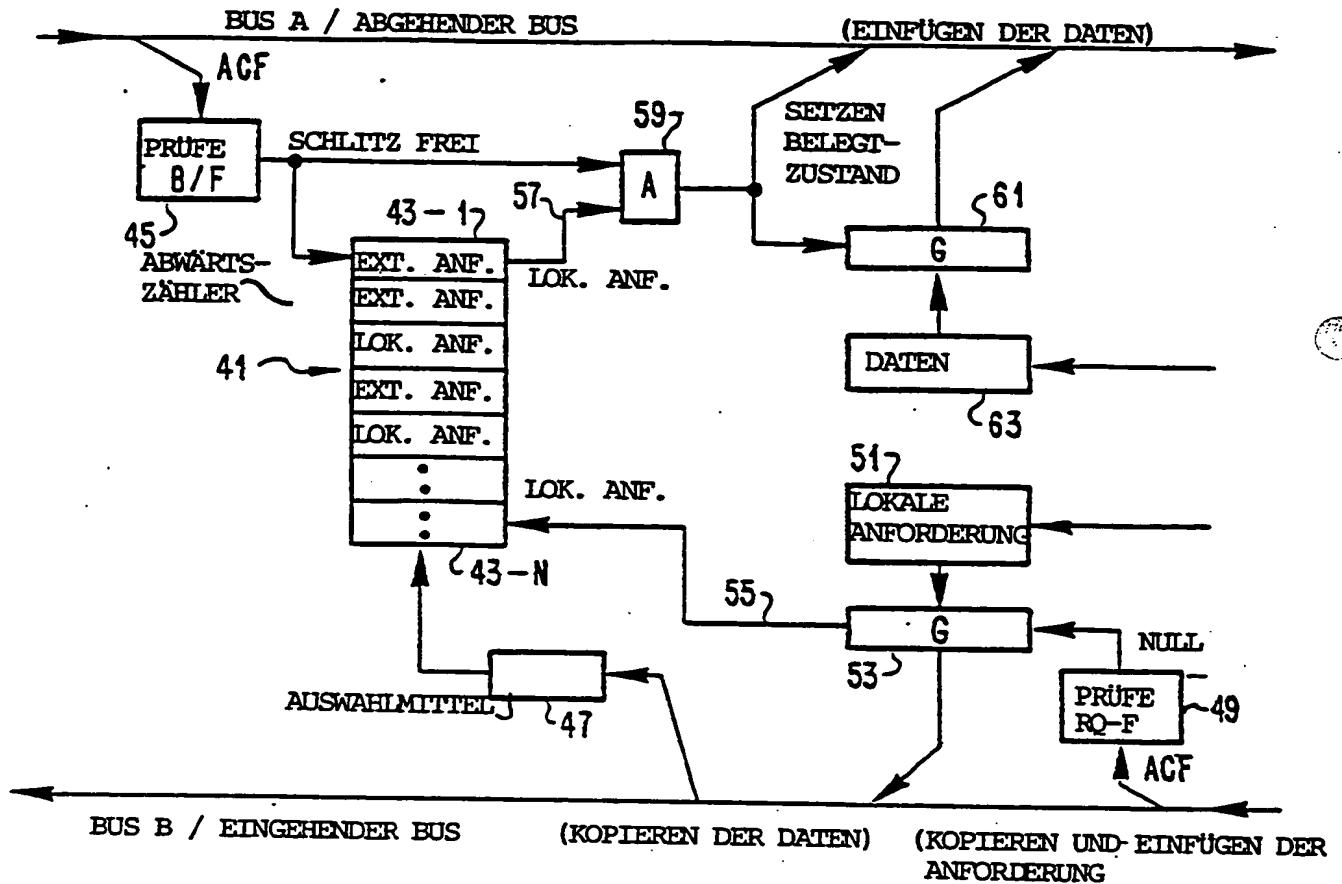 BUS A / ABGEHENDER BUS
(EINFÜGEN DER DATEN)
ACF
PRÜFE
B/F
45
SCHLITZ FREI
59
A
57
SETZEN
BELEGT-
ZUSTAND
61
G
43-1
ABWÄRTS-
ZÄHLER
EXT. ANF.
EXT. ANF.
LOK. ANF.
EXT. ANF.
LOK. ANF.
41
LOK. ANF.
DATEN
63
LOK. ANF.
43-N
51
LOKALE
ANFORDERUNG
55
G
53
NULL
PRÜFE
RQ-F
49
ACF
AUSWAHLMITTEL
47
BUS B / EINGEHENDER BUS
(KOPIEREN DER DATEN)
(KOPIEREN UND-EINFÜGEN DER
ANFORDERUNG